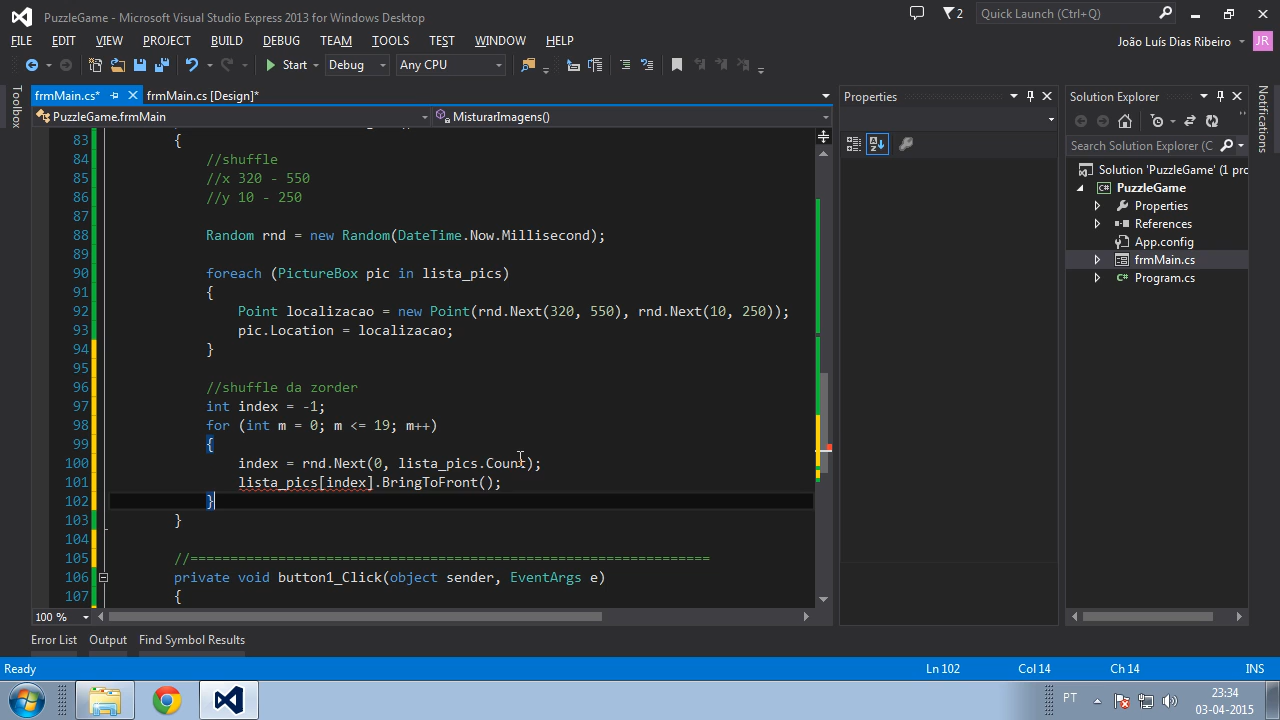 PuzzleGame - Microsoft Visual Studio Express 2013 for Windows Desktop
2
Quick Launch (Ctrl+Q)
FILE EDIT VIEW PROJECT BUILD DEBUG TEAM TOOLS TEST WINDOW HELP
João Luís Dias Ribeiro JR
Start Debug Any CPU
Toolbox
frmMain.cs* frmMain.cs [Design]*
PuzzleGame.frmMain MisturarImagens()
83 {
84 //shuffle
85 //x 320 - 550
86 //y 10 - 250
87
88 Random rnd = new Random(DateTime.Now.Millisecond);
89
90 foreach (PictureBox pic in lista_pics)
91 {
92 Point localizacao = new Point(rnd.Next(320, 550), rnd.Next(10, 250));
93 pic.Location = localizacao;
94 }
95
96 //shuffle da zorder
97 int index = -1;
98 for (int m = 0; m <= 19; m++)
99 {
100 index = rnd.Next(0, lista_pics.Count);
101 lista_pics[index].BringToFront();
102 }
103 }
104
105 //=================================================================
106 private void button1_Click(object sender, EventArgs e)
107 {
100 %
Properties
Solution Explorer
Search Solution Explorer (C
Solution 'PuzzleGame' (1 prc
PuzzleGame
Properties
References
App.config
frmMain.cs
Program.cs
Notifications
Error List Output Find Symbol Results
Ready Ln 102 Col 14 Ch 14 INS
PT
23:34
03-04-2015